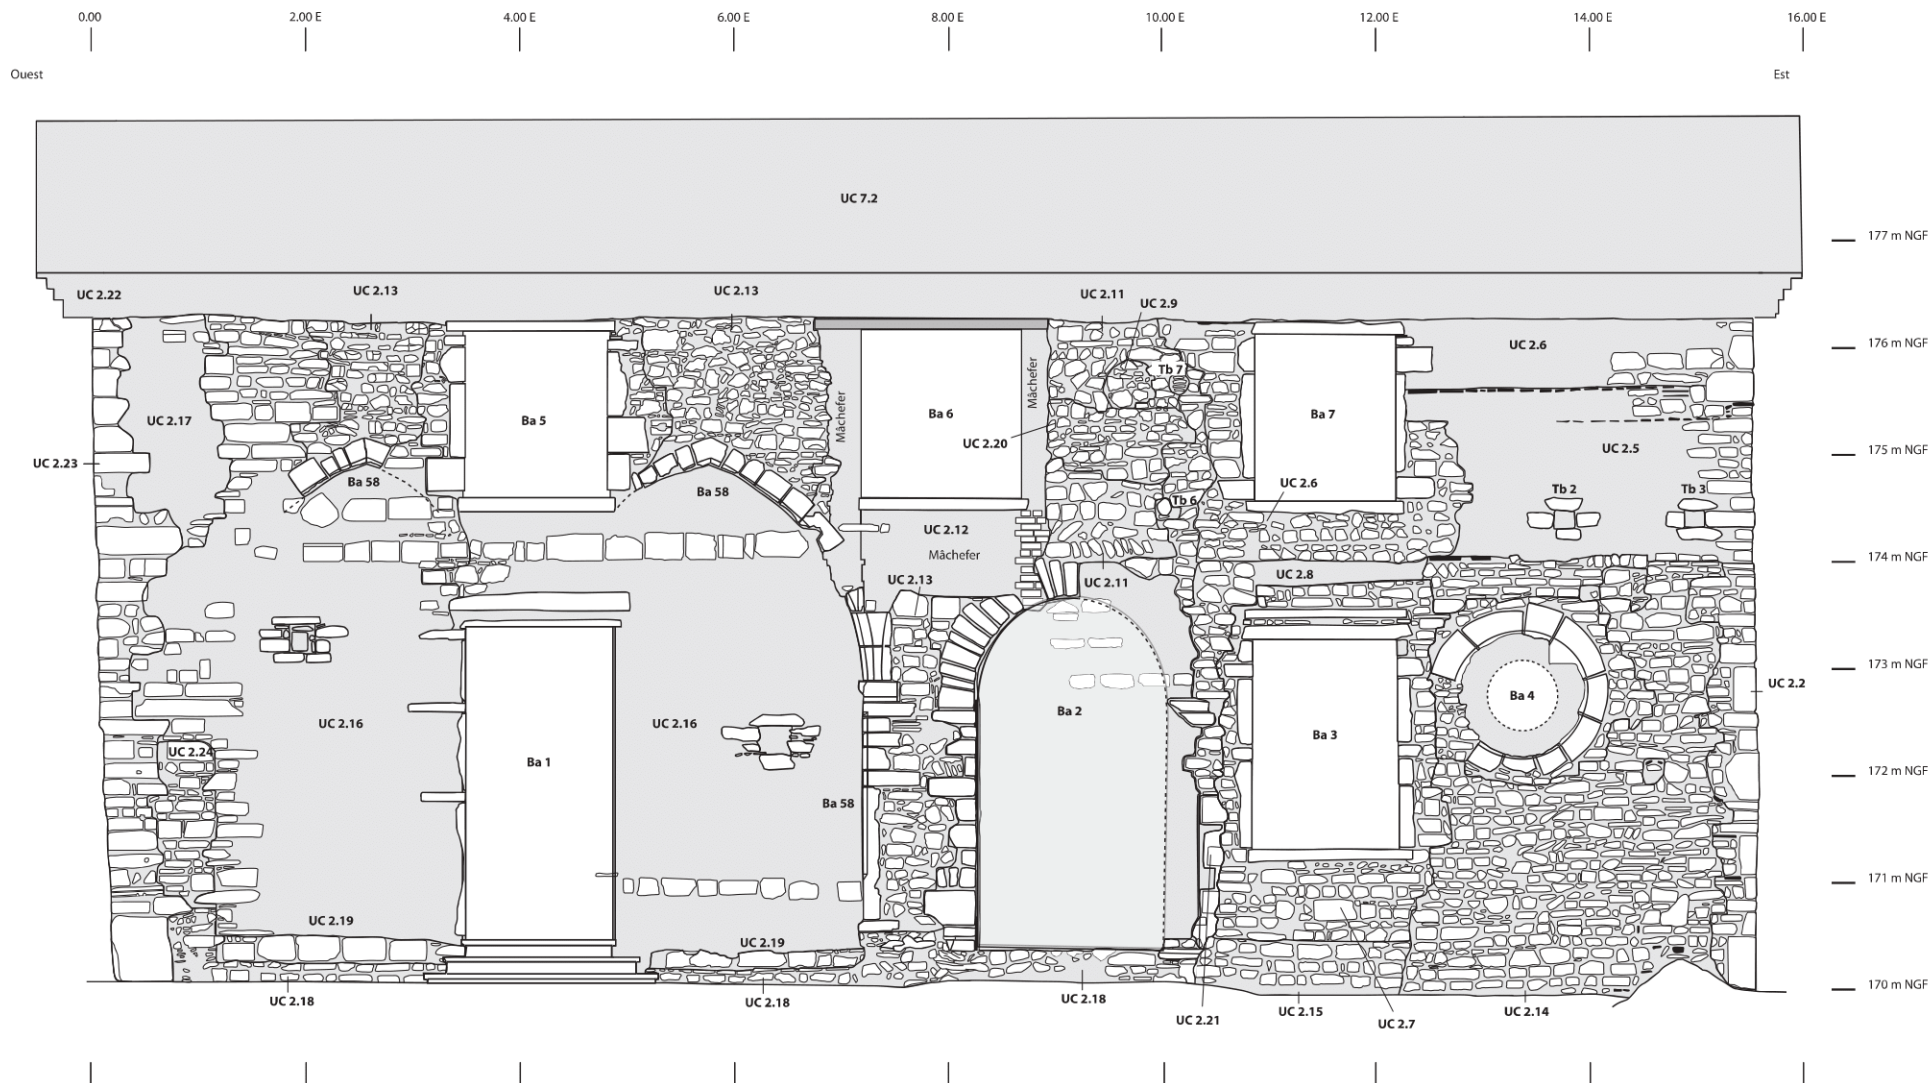 0.00 2.00 E 4.00 E 6.00 E 8.00 E 10.00 E 12.00 E 14.00 E 16.00 E
Ouest Est
UC 7.2
177 m NGF
UC 2.22 UC 2.13 UC 2.13 UC 2.11
UC 2.9
176 m NGF
UC 2.6
Tb 7
Mâchefer Mâchefer
UC 2.17 Ba 5 Ba 6 Ba 7
UC 2.20
UC 2.5
175 m NGF
UC 2.23
Ba 58 Ba 58 UC 2.6
Tb 2 Tb 3
Tb 6
UC 2.12
Mâchefer
174 m NGF
UC 2.13 UC 2.11 UC 2.8
173 m NGF
UC 2.2
Ba 4
Ba 2
UC 2.16 UC 2.16
Ba 3
UC 2.24
Ba 1
172 m NGF
Ba 58
171 m NGF
UC 2.19 UC 2.19
170 m NGF
UC 2.18 UC 2.18 UC 2.18
UC 2.15 UC 2.14
UC 2.21 UC 2.7